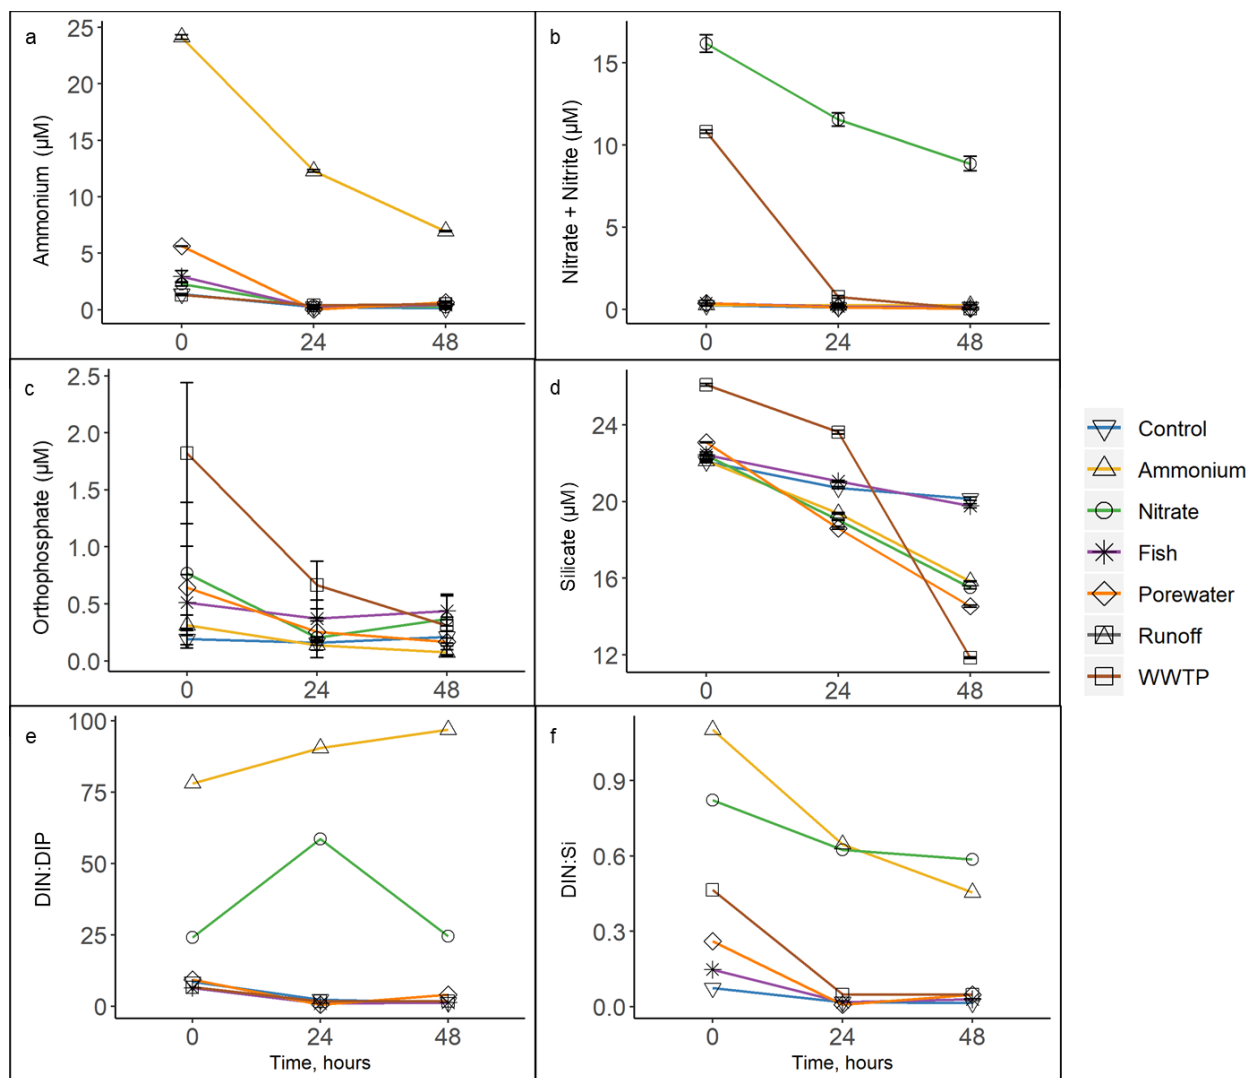 a
25
20
15
10
5
0
Ammonium (µM)
0 24 48
b
15
10
5
0
Nitrate + Nitrite (µM)
0 24 48
c
2.5
2.0
1.5
1.0
0.5
0.0
Orthophosphate (µM)
0 24 48
d
24
20
16
12
Silicate (µM)
0 24 48
e
100
75
50
25
0
DIN:DIP
0 24 48
Time, hours
f
0.9
0.6
0.3
0.0
DIN:Si
0 24 48
Time, hours
Control
Ammonium
Nitrate
Fish
Porewater
Runoff
WWTP